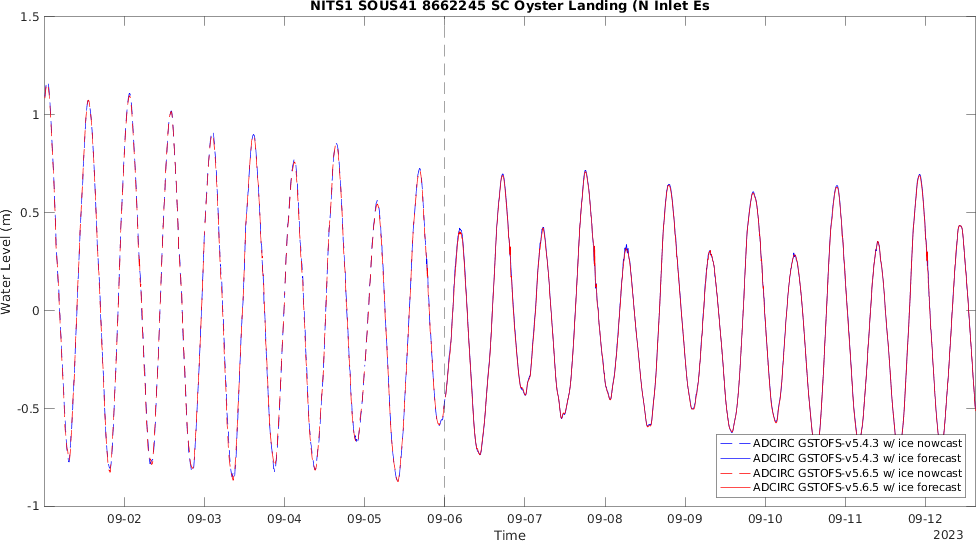 NITS1 SOUS41 8662245 SC Oyster Landing (N Inlet Es
1.5
1
0.5
0
-0.5
-1
Water Level (m)
09-02 09-03 09-04 09-05 09-06 09-07 09-08 09-09 09-10 09-11 09-12
Time
2023
ADCIRC GSTOFS-v5.4.3 w/ ice nowcast
ADCIRC GSTOFS-v5.4.3 w/ ice forecast
ADCIRC GSTOFS-v5.6.5 w/ ice nowcast
ADCIRC GSTOFS-v5.6.5 w/ ice forecast